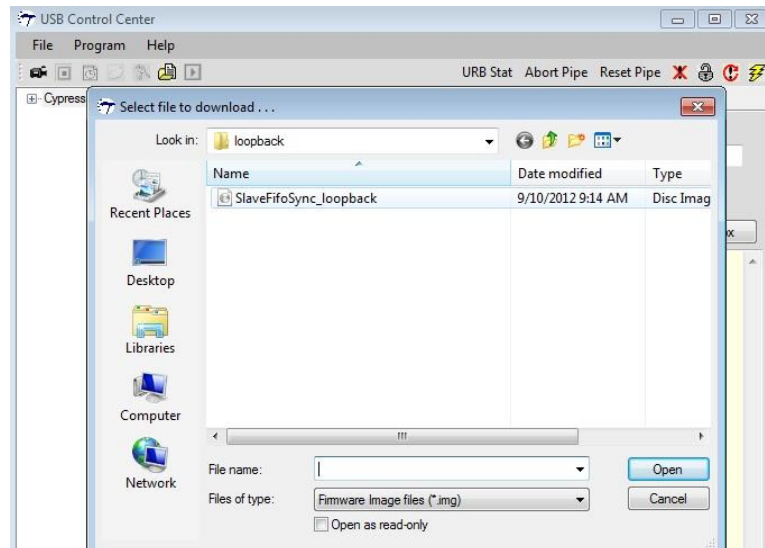 USB Control Center
File Program Help
URB Stat Abort Pipe Reset Pipe
Cypress
Select file to download . . .
Look in: loopback
Name Date modified Type
SlaveFifoSync_loopback 9/10/2012 9:14 AM Disc Imag
Recent Places
Desktop
Libraries
Computer
Network
File name: Open
Files of type: Firmware Image files (*.img) Cancel
Open as read-only